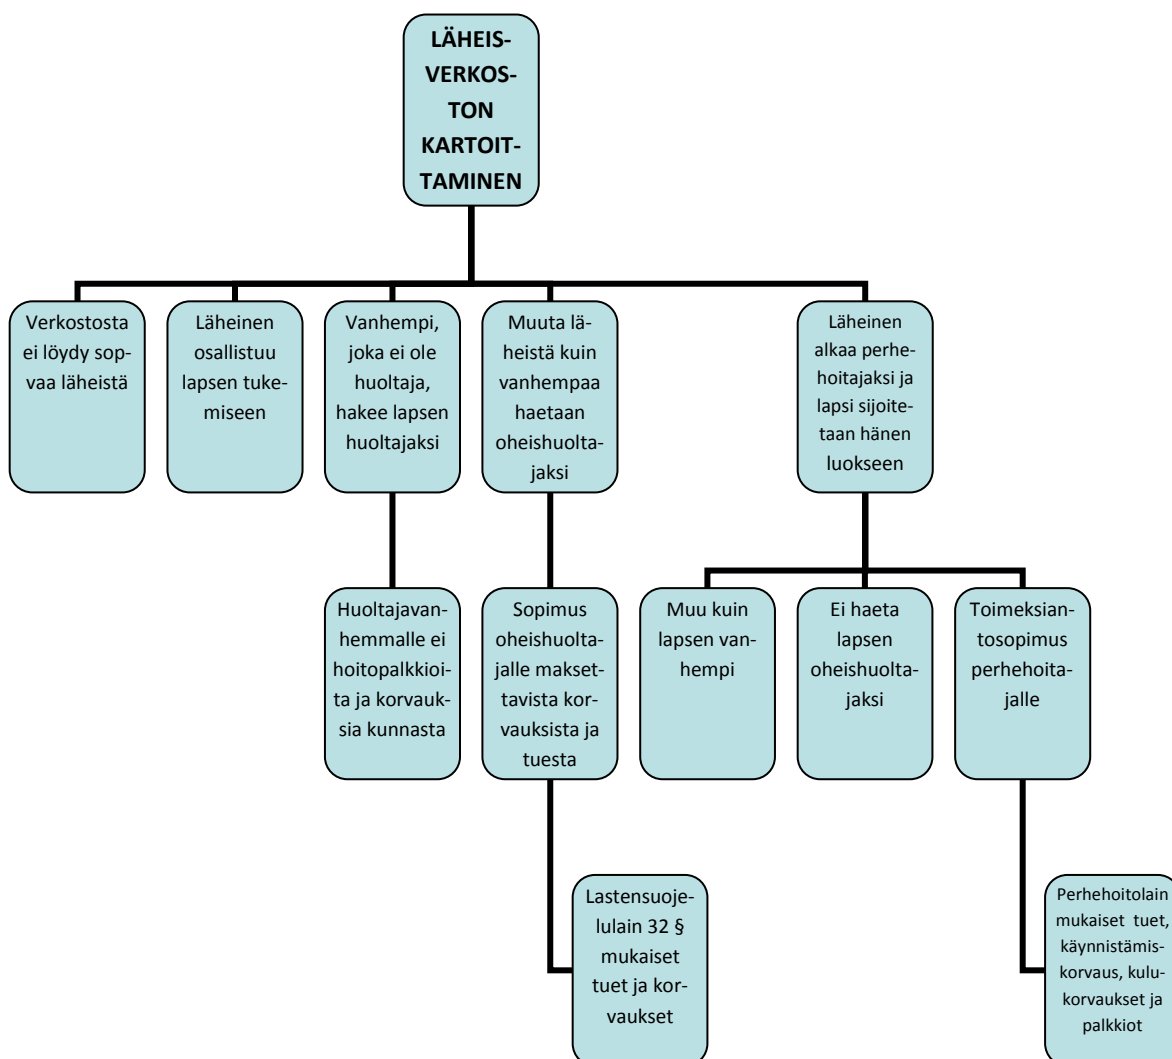 LÄHEIS-
VERKOS-
TON
KARTOIT-
TAMINEN
Verkostosta
ei löydy sop-
vaa läheistä
Läheinen
osallistuu
lapsen tuke-
miseen
Vanhempi,
joka ei ole
huoltaja,
hakee lapsen
huoltajaksi
Muuta lä-
heistä kuin
vanhempaa
haetaan
oheishuolta-
jaksi
Läheinen
alkaa perhe-
hoitajaksi ja
lapsi sijoite-
taan hänen
luokseen
Huoltajavan-
hemmalle ei
hoitopalkkioi-
ta ja korvauk-
sia kunnasta
Sopimus
oheishuolta-
jalle makset-
tavista kor-
vauksista ja
tuesta
Muu kuin
lapsen van-
hempi
Ei haeta
lapsen
oheishuolta-
jaksi
Toimeksian-
tosopimus
perhehoita-
jalle
Lastensuoje-
lulain 32 §
mukaiset
tuet ja kor-
vaukset
Perhehoitolain
mukaiset tuet,
käynnistämis-
korvaus, kulu-
korvaukset ja
palkkiot